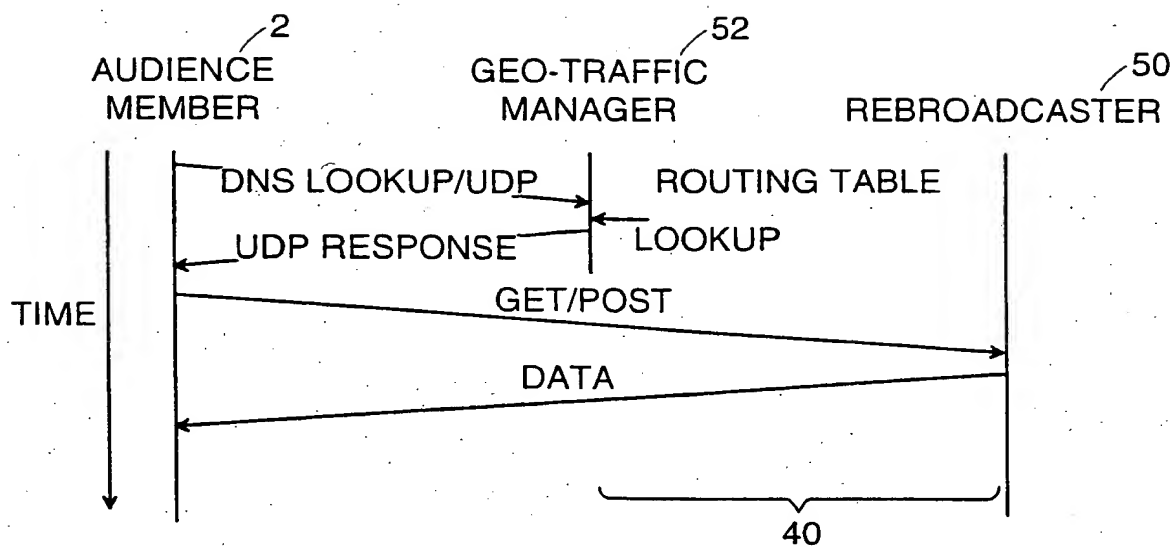 2
52
50
AUDIENCE
MEMBER
GEO-TRAFFIC
MANAGER
REBROADCASTER
DNS LOOKUP/UDP
ROUTING TABLE
LOOKUP
UDP RESPONSE
GET/POST
TIME
DATA
40